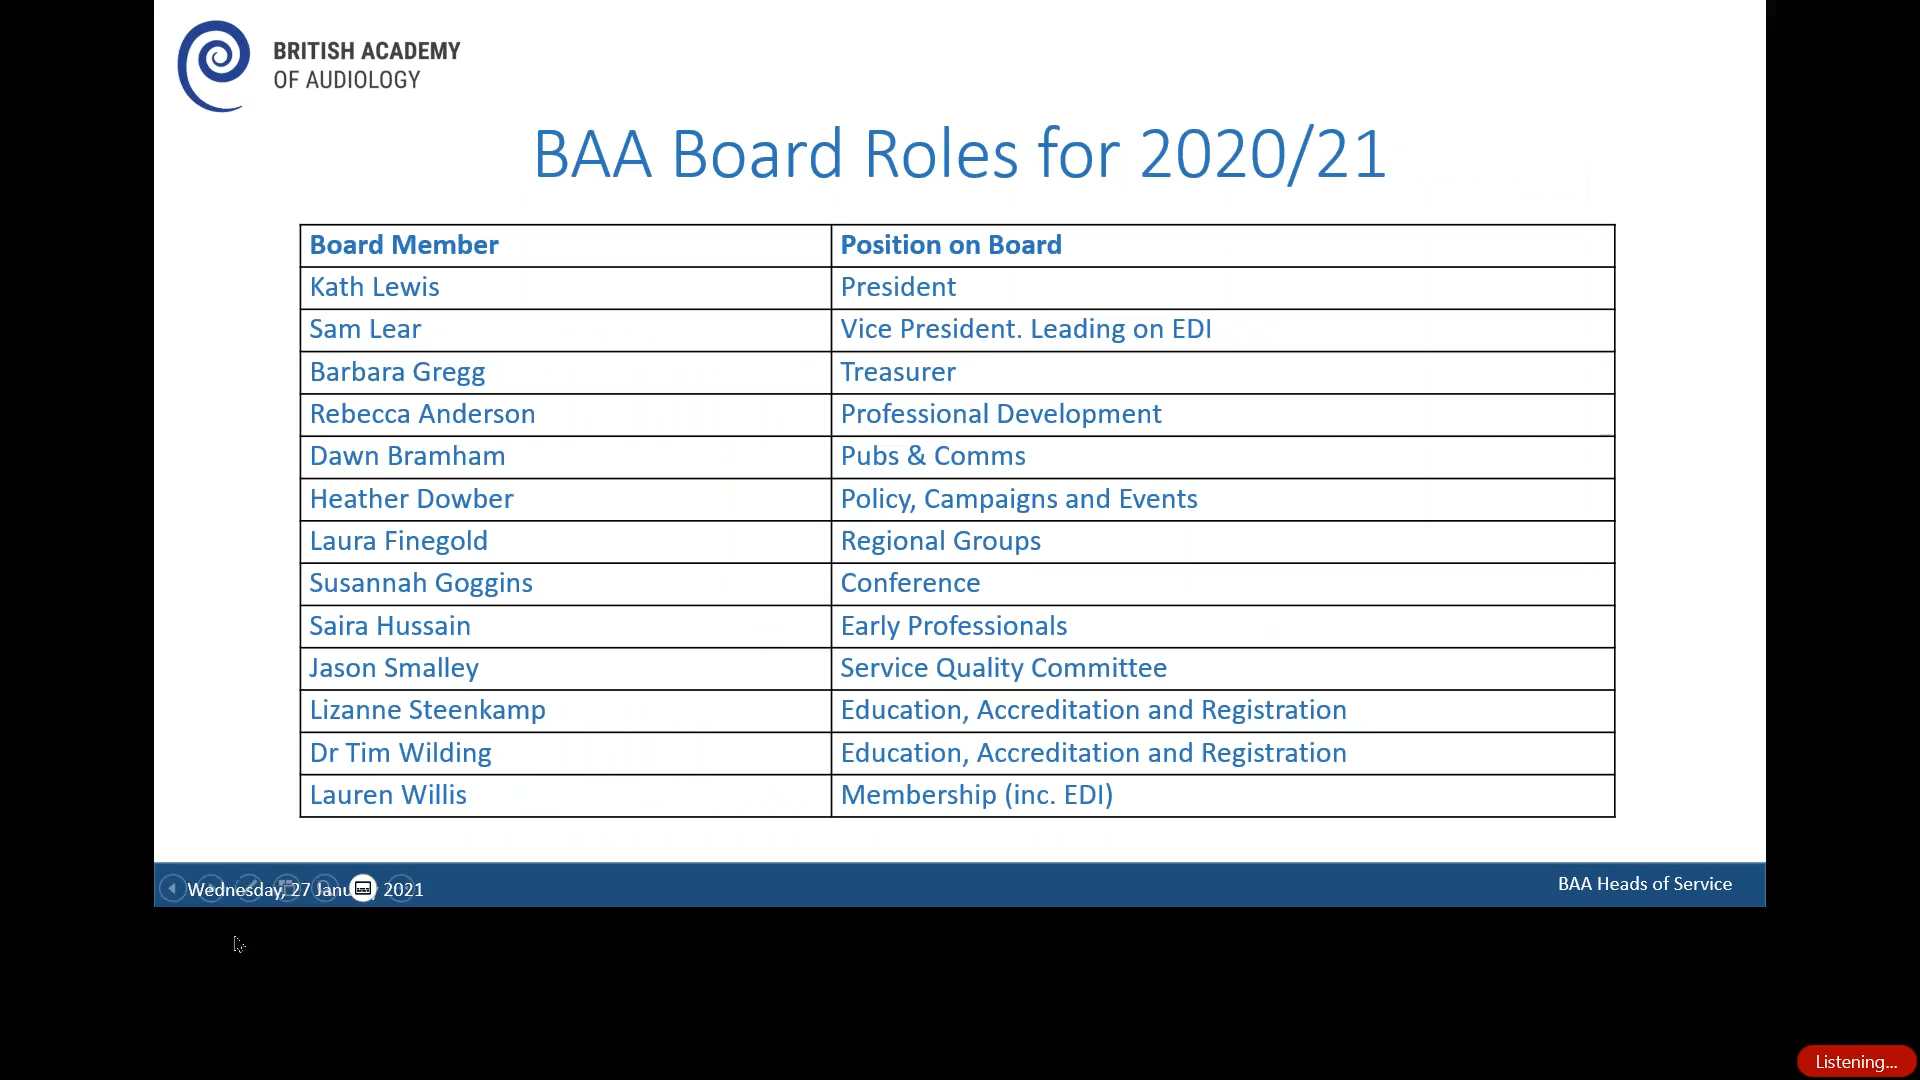 BRITISH ACADEMY
OF AUDIOLOGY
BAA Board Roles for 2020/21
Board Member Position on Board
Kath Lewis President
Sam Lear Vice President. Leading on EDI
Barbara Gregg Treasurer
Rebecca Anderson Professional Development
Dawn Bramham Pubs & Comms
Heather Dowber Policy, Campaigns and Events
Laura Finegold Regional Groups
Susannah Goggins Conference
Saira Hussain Early Professionals
Jason Smalley Service Quality Committee
Lizanne Steenkamp Education, Accreditation and Registration
Dr Tim Wilding Education, Accreditation and Registration
Lauren Willis Membership (inc. EDI)
Wednesday, 27 January 2021
BAA Heads of Service
Listening...